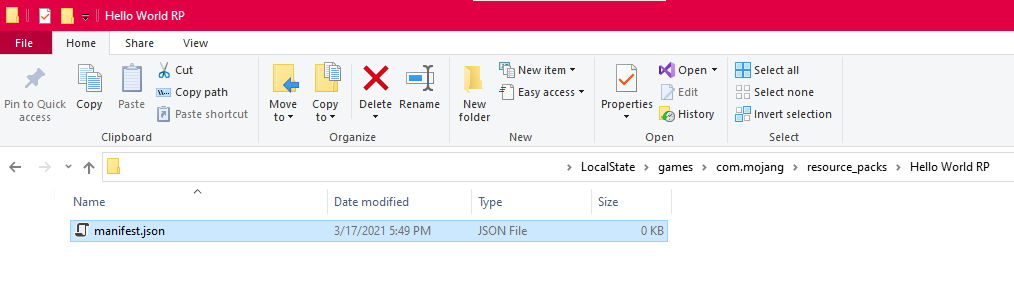 Hello World RP
File Home Share View
Pin to Quick access
Copy
Paste
Cut
Copy path
Paste shortcut
Clipboard
Move to
Copy to
Delete
Rename
Organize
New folder
New item
Easy access
New
Properties
Open
Edit
History
Open
Select all
Select none
Invert selection
Select
LocalState > games > com.mojang > resource_packs > Hello World RP
Name Date modified Type Size
manifest.json 3/17/2021 5:49 PM JSON File 0 KB